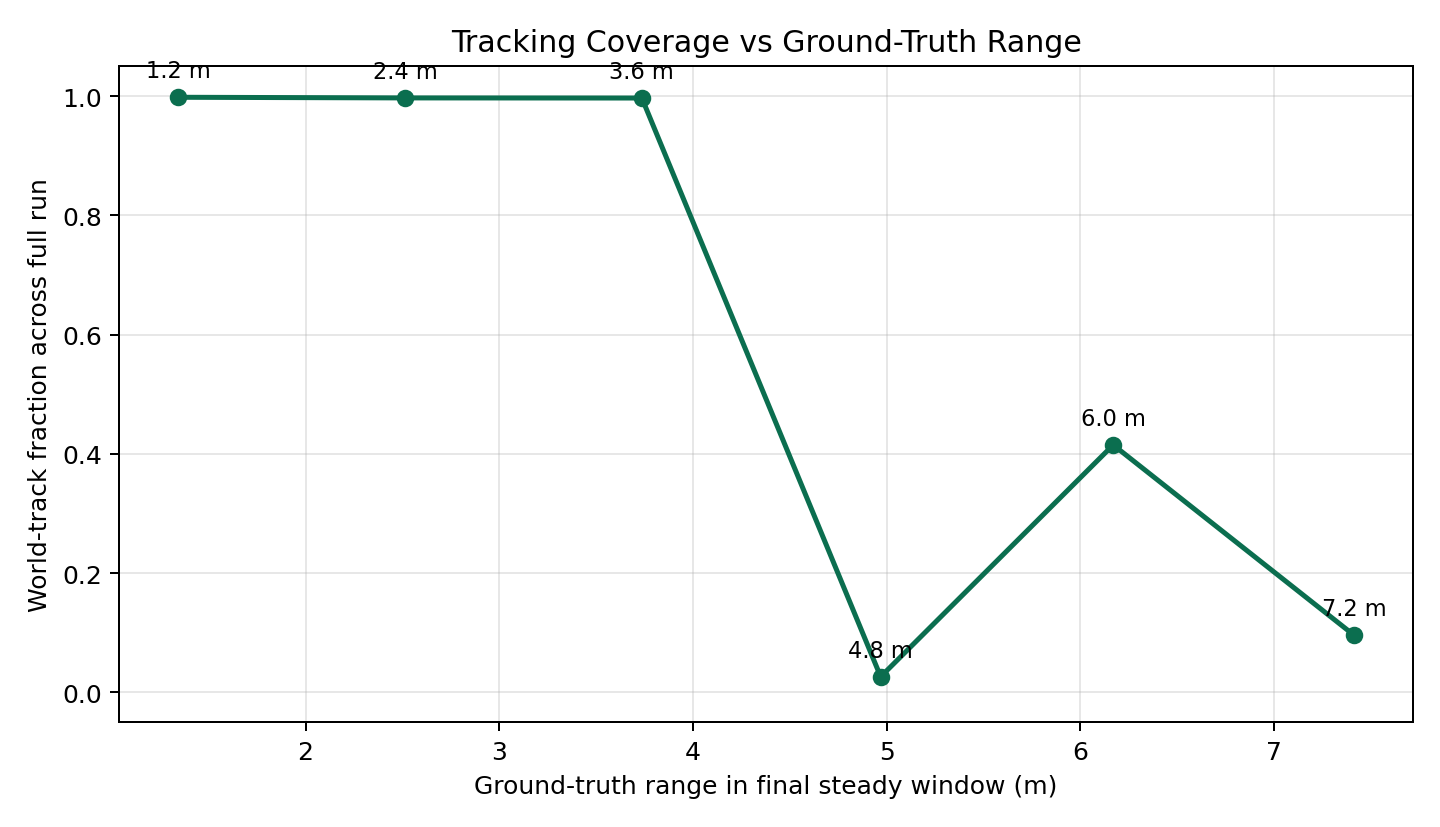 Tracking Coverage vs Ground-Truth Range
1.2 m
2.4 m
3.6 m
4.8 m
6.0 m
7.2 m
World-track fraction across full run
1.0
0.8
0.6
0.4
0.2
0.0
2
3
4
5
6
7
Ground-truth range in final steady window (m)